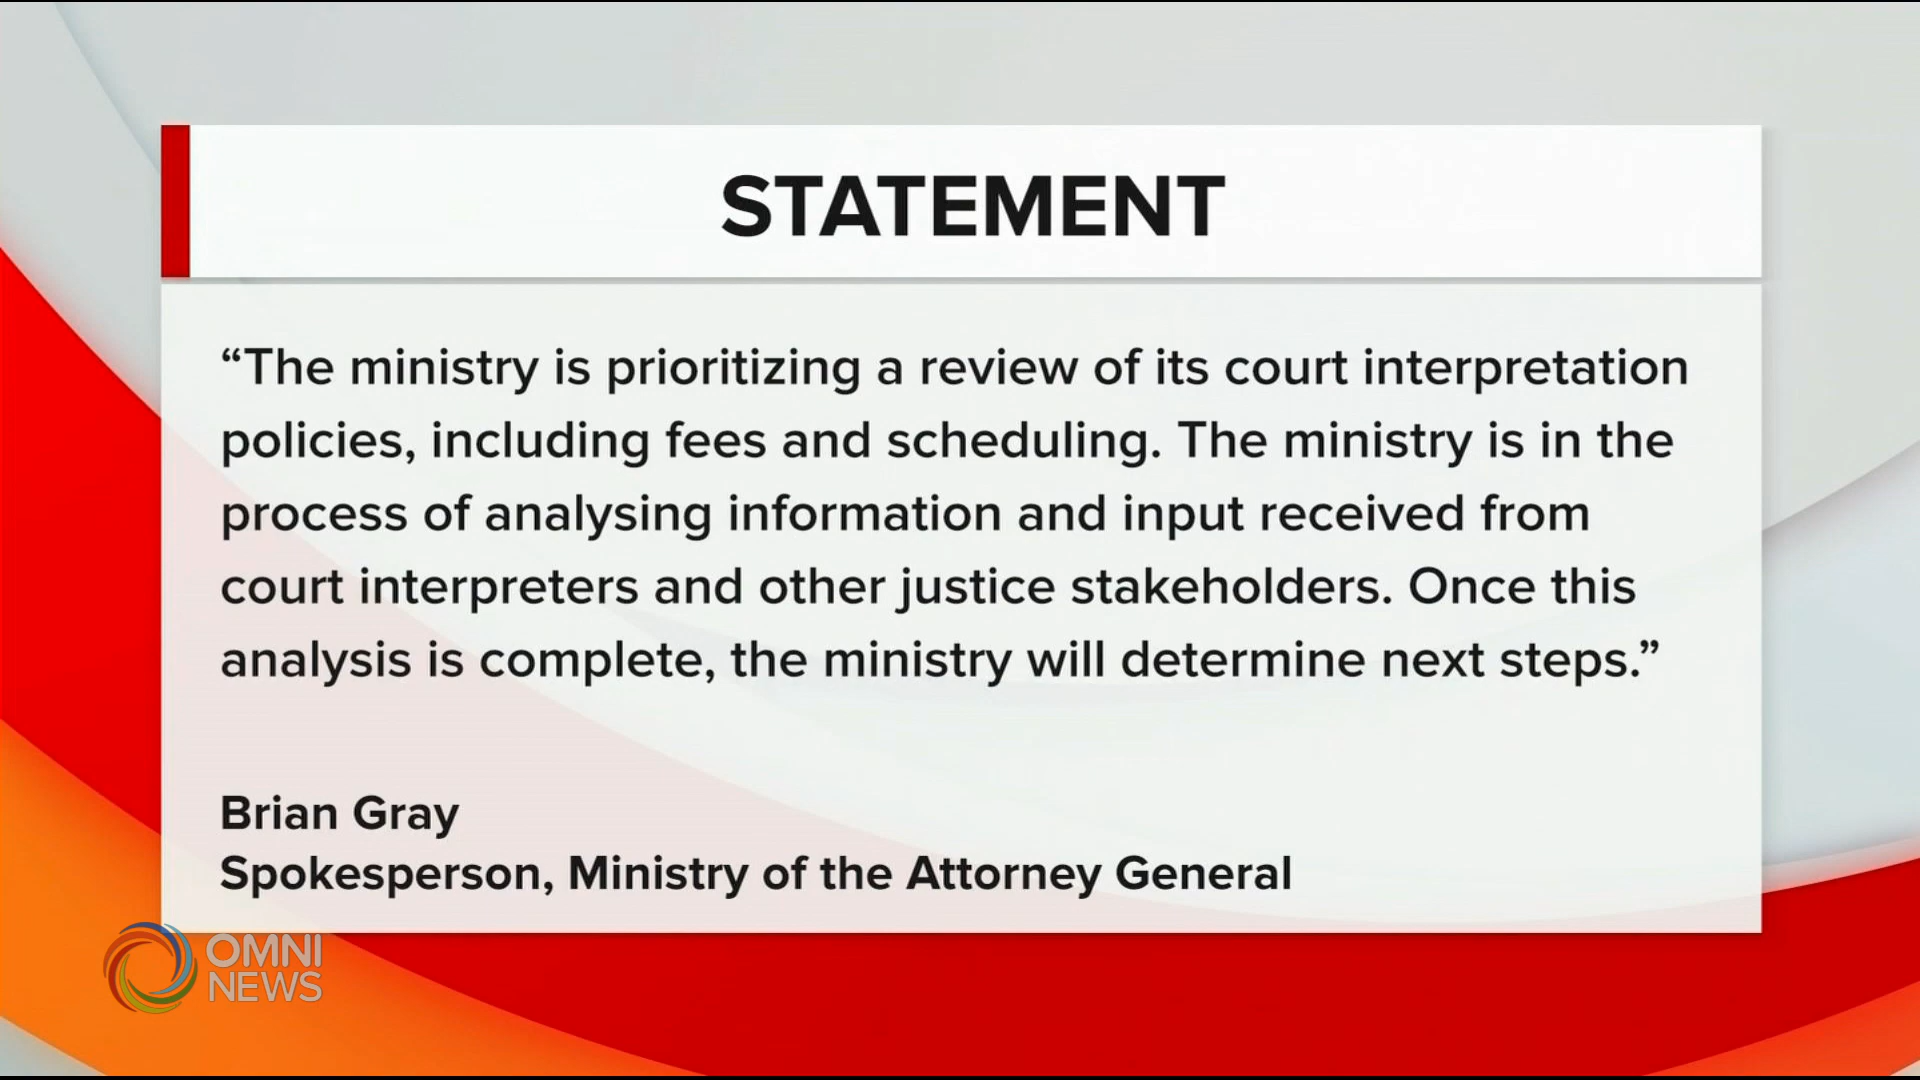 STATEMENT
“The ministry is prioritizing a review of its court interpretation
policies, including fees and scheduling. The ministry is in the
process of analysing information and input received from
court interpreters and other justice stakeholders. Once this
analysis is complete, the ministry will determine next steps.”
Brian Gray
Spokesperson, Ministry of the Attorney General
OMNI
NEWS